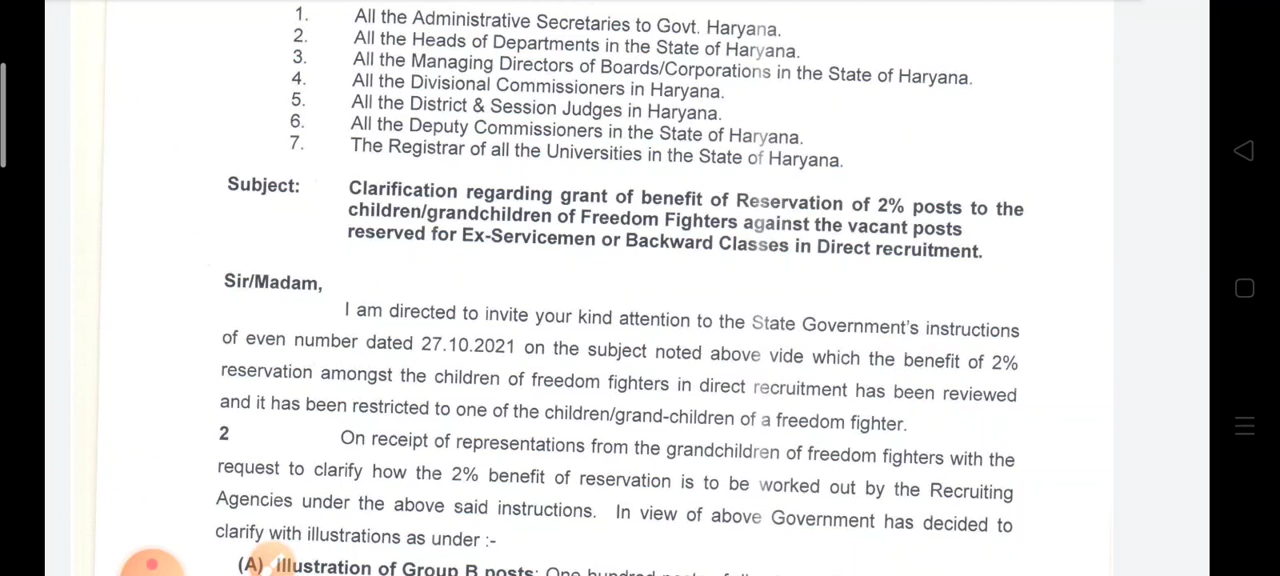 1. All the Administrative Secretaries to Govt. Haryana.
2. All the Heads of Departments in the State of Haryana.
3. All the Managing Directors of Boards/Corporations in the State of Haryana.
4. All the Divisional Commissioners in Haryana.
5. All the District & Session Judges in Haryana.
6. All the Deputy Commissioners in the State of Haryana.
7. The Registrar of all the Universities in the State of Haryana.
Subject: Clarification regarding grant of benefit of Reservation of 2% posts to the
children/grandchildren of Freedom Fighters against the vacant posts
reserved for Ex-Servicemen or Backward Classes in Direct recruitment.
Sir/Madam,
I am directed to invite your kind attention to the State Government's instructions
of even number dated 27.10.2021 on the subject noted above vide which the benefit of 2%
reservation amongst the children of freedom fighters in direct recruitment has been reviewed
and it has been restricted to one of the children/grand-children of a freedom fighter.
2 On receipt of representations from the grandchildren of freedom fighters with the
request to clarify how the 2% benefit of reservation is to be worked out by the Recruiting
Agencies under the above said instructions. In view of above Government has decided to
clarify with illustrations as under :-
(A) Illustration of Group B posts: One hundred